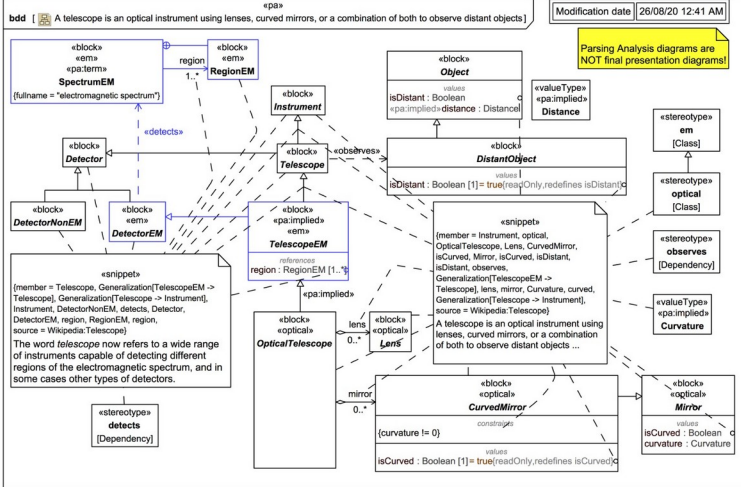 «pa»
bdd [ A telescope is an optical instrument using lenses, curved mirrors, or a combination of both to observe distant objects]
Modification date 26/08/20 12:41 AM
Parsing Analysis diagrams are
NOT final presentation diagrams!
«block»
«em»
«pa:term»
SpectrumEM
{fullname = "electromagnetic spectrum"}
region
1..*
«block»
«em»
RegionEM
«block»
Instrument
«block»
Object
values
isDistant : Boolean
«pa:implied»distance : Distance
«valueType»
«pa:implied»
Distance
«stereotype»
em
[Class]
«detects»
«block»
Detector
«block»
Telescope
«observes»
«block»
DistantObject
values
isDistant : Boolean [1] = true{readOnly,redefines isDistant}
«stereotype»
optical
[Class]
«block»
DetectorNonEM
«block»
«em»
DetectorEM
«block»
«pa:implied»
«em»
TelescopeEM
references
region : RegionEM [1..*]
«snippet»
{member = Instrument, optical,
OpticalTelescope, Lens, CurvedMirror,
isCurved, Mirror, isCurved, isDistant,
isDistant, observes,
Generalization[TelescopeEM ->
Telescope], lens, mirror, Curvature, curved,
Generalization[Telescope -> Instrument],
source = Wikipedia:Telescope}
A telescope is an optical instrument using
lenses, curved mirrors, or a combination
of both to observe distant objects ...
«stereotype»
observes
[Dependency]
«valueType»
«pa:implied»
Curvature
«snippet»
{member = Telescope, Generalization[TelescopeEM ->
Telescope], Generalization[Telescope -> Instrument],
Instrument, DetectorNonEM, detects, Detector,
DetectorEM, region, RegionEM, region,
source = Wikipedia:Telescope}
The word telescope now refers to a wide range
of instruments capable of detecting different
regions of the electromagnetic spectrum, and in
some cases other types of detectors.
«pa:implied»
«block»
«optical»
OpticalTelescope
lens
0..*
«block»
«optical»
Lens
mirror
0..*
«block»
«optical»
CurvedMirror
constraints
{curvature != 0}
values
isCurved : Boolean [1] = true{readOnly,redefines isCurved}
«block»
«optical»
Mirror
values
isCurved : Boolean
curvature : Curvature
«stereotype»
detects
[Dependency]